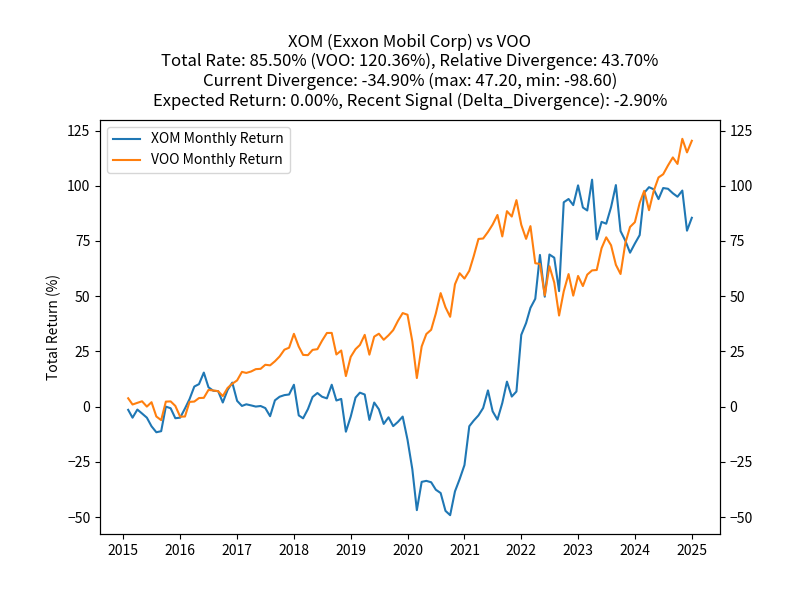 XOM (Exxon Mobil Corp) vs VOO
Total Rate: 85.50% (VOO: 120.36%), Relative Divergence: 43.70%
Current Divergence: -34.90% (max: 47.20, min: -98.60)
Expected Return: 0.00%, Recent Signal (Delta_Divergence): -2.90%
XOM Monthly Return
VOO Monthly Return
Total Return (%)
125 125
100 100
75 75
50 50
25 25
0 0
−25 −25
−50 −50
2015 2016 2017 2018 2019 2020 2021 2022 2023 2024 2025